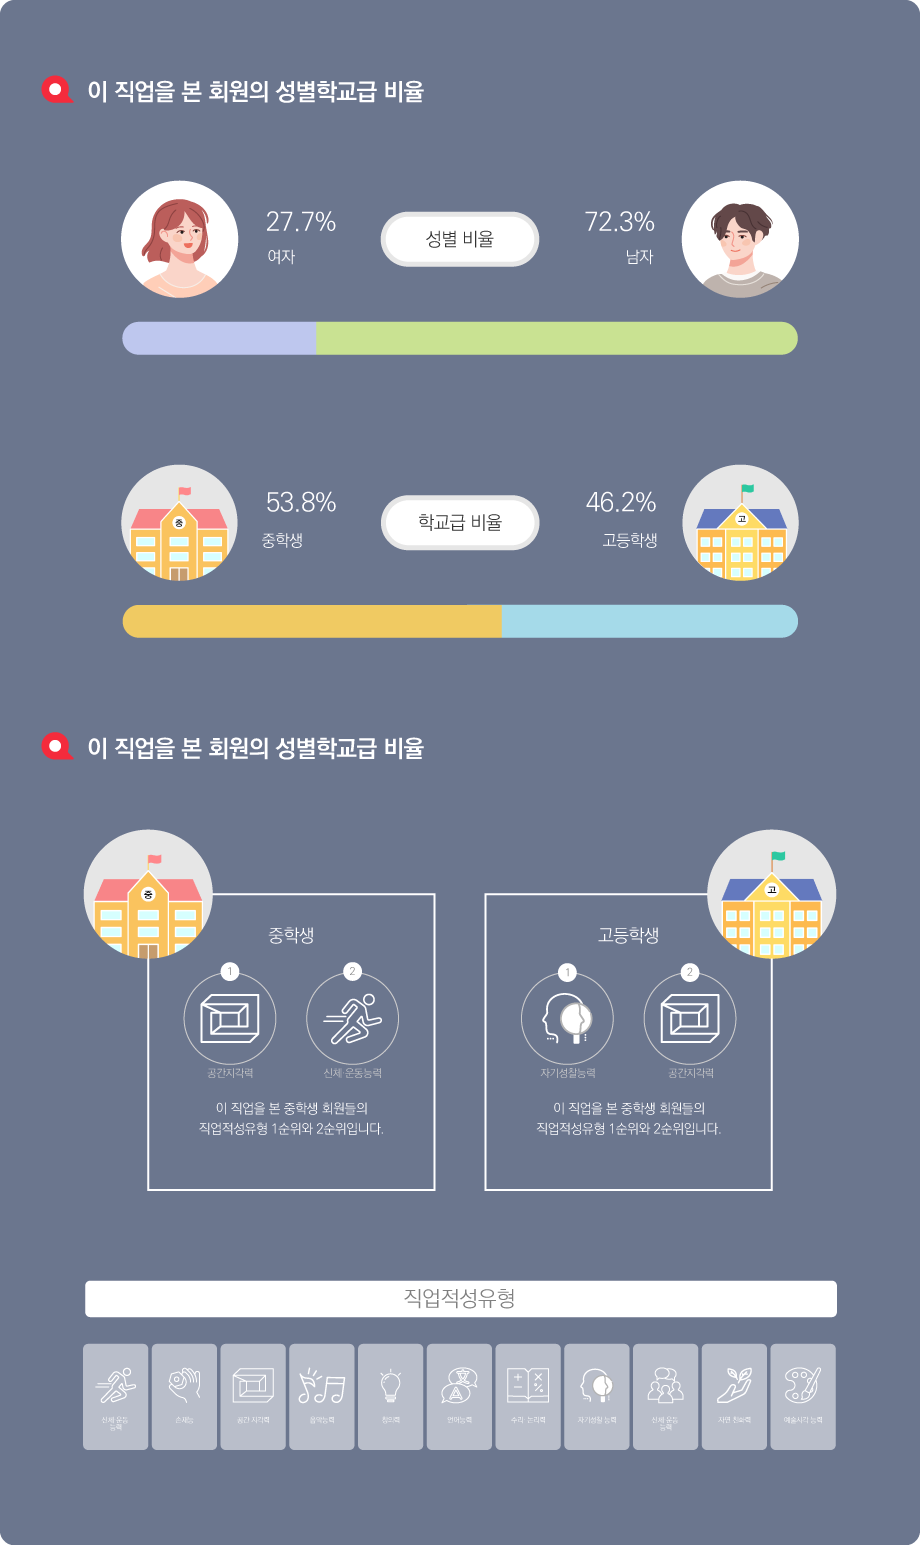 이 직업을 본 회원의 성별학교급 비율
27.7%
여자
성별 비율
72.3%
남자
53.8%
중학생
중
학교급 비율
46.2%
고등학생
고
이 직업을 본 회원의 성별학교급 비율
중
중학생
1
공간지각력
2
신체·운동능력
이 직업을 본 중학생 회원들의
직업적성유형 1순위와 2순위입니다.
고
고등학생
1
자기성찰능력
2
공간지각력
이 직업을 본 중학생 회원들의
직업적성유형 1순위와 2순위입니다.
직업적성유형
신체·운동
능력
손재능
공간·지각력
음악능력
창의력
언어능력
수리·논리력
자기성찰 능력
신체·운동
능력
자연 친화력
예술시각 능력